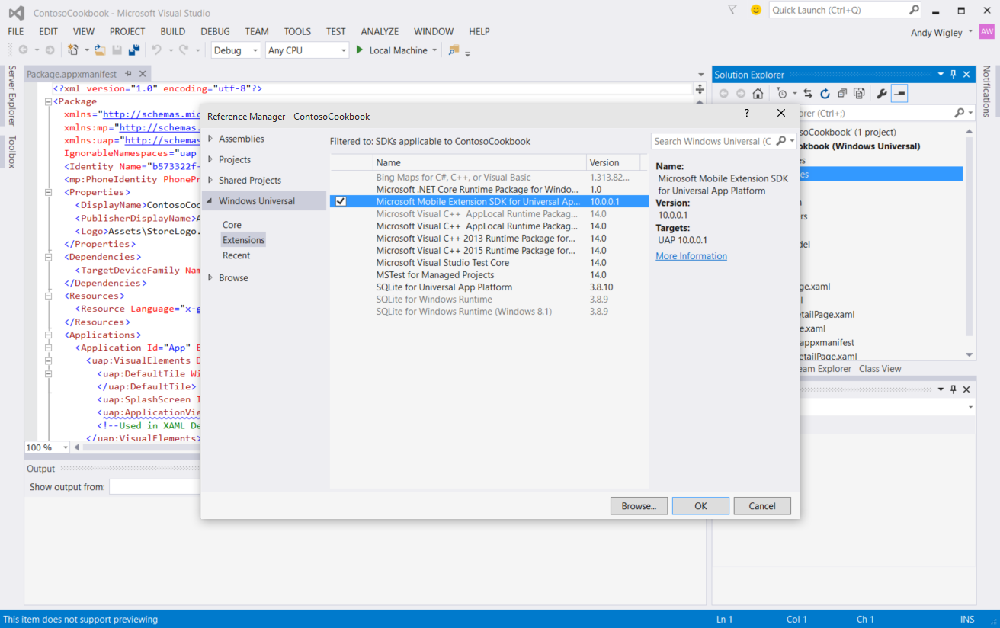 ContosoCookbook - Microsoft Visual Studio
Quick Launch (Ctrl+Q)
FILE EDIT VIEW PROJECT BUILD DEBUG TEAM TOOLS TEST ANALYZE WINDOW HELP
Andy Wigley AW
Debug Any CPU Local Machine
Server Explorer
Toolbox
Package.appxmanifest
<?xml version="1.0" encoding="utf-8"?>
<Package
xmlns="http://schemas.mic
xmlns:mp="http://schemas.
xmlns:uap="http://schemas
IgnorableNamespaces="uap
<Identity Name="b573322f-
<mp:PhoneIdentity PhonePr
<Properties>
<DisplayName>ContosoCoo
<PublisherDisplayName>A
<Logo>Assets\StoreLogo.
</Properties>
<Dependencies>
<TargetDeviceFamily Nam
</Dependencies>
<Resources>
<Resource Language="x-g
</Resources>
<Applications>
<Application Id="App" E
<uap:VisualElements D
<uap:DefaultTile Wi
</uap:DefaultTile>
<uap:SplashScreen I
<uap:ApplicationVie
<!--Used in XAML De
</uap:VisualElements>
100 %
Output
Show output from:
Reference Manager - ContosoCookbook
?
Assemblies
Projects
Shared Projects
Windows Universal
Core
Extensions
Recent
Browse
Filtered to: SDKs applicable to ContosoCookbook
Name Version
Bing Maps for C#, C++, or Visual Basic 1.313.82...
Microsoft .NET Core Runtime Package for Windo... 1.0
Microsoft Mobile Extension SDK for Universal Ap... 10.0.0.1
Microsoft Visual C++ AppLocal Runtime Packag... 14.0
Microsoft Visual C++ AppLocal Runtime Packag... 14.0
Microsoft Visual C++ 2013 Runtime Package for... 14.0
Microsoft Visual C++ 2015 Runtime Package for... 14.0
Microsoft Visual Studio Test Core 14.0
MSTest for Managed Projects 14.0
SQLite for Universal App Platform 3.8.10
SQLite for Windows Runtime 3.8.9
SQLite for Windows Runtime (Windows 8.1) 3.8.9
Search Windows Universal (C
Name:
Microsoft Mobile Extension SDK
for Universal App Platform
Version:
10.0.0.1
Targets:
UAP 10.0.0.1
More Information
Browse... OK Cancel
Solution Explorer
orer (Ctrl+;)
soCookbook' (1 project)
kbook (Windows Universal)
es
es
rs
del
ge.xaml
l
tailPage.xaml
e.xaml
appxmanifest
etailPage.xaml
eam Explorer Class View
Notifications
This item does not support previewing Ln 1 Col 1 Ch 1 INS